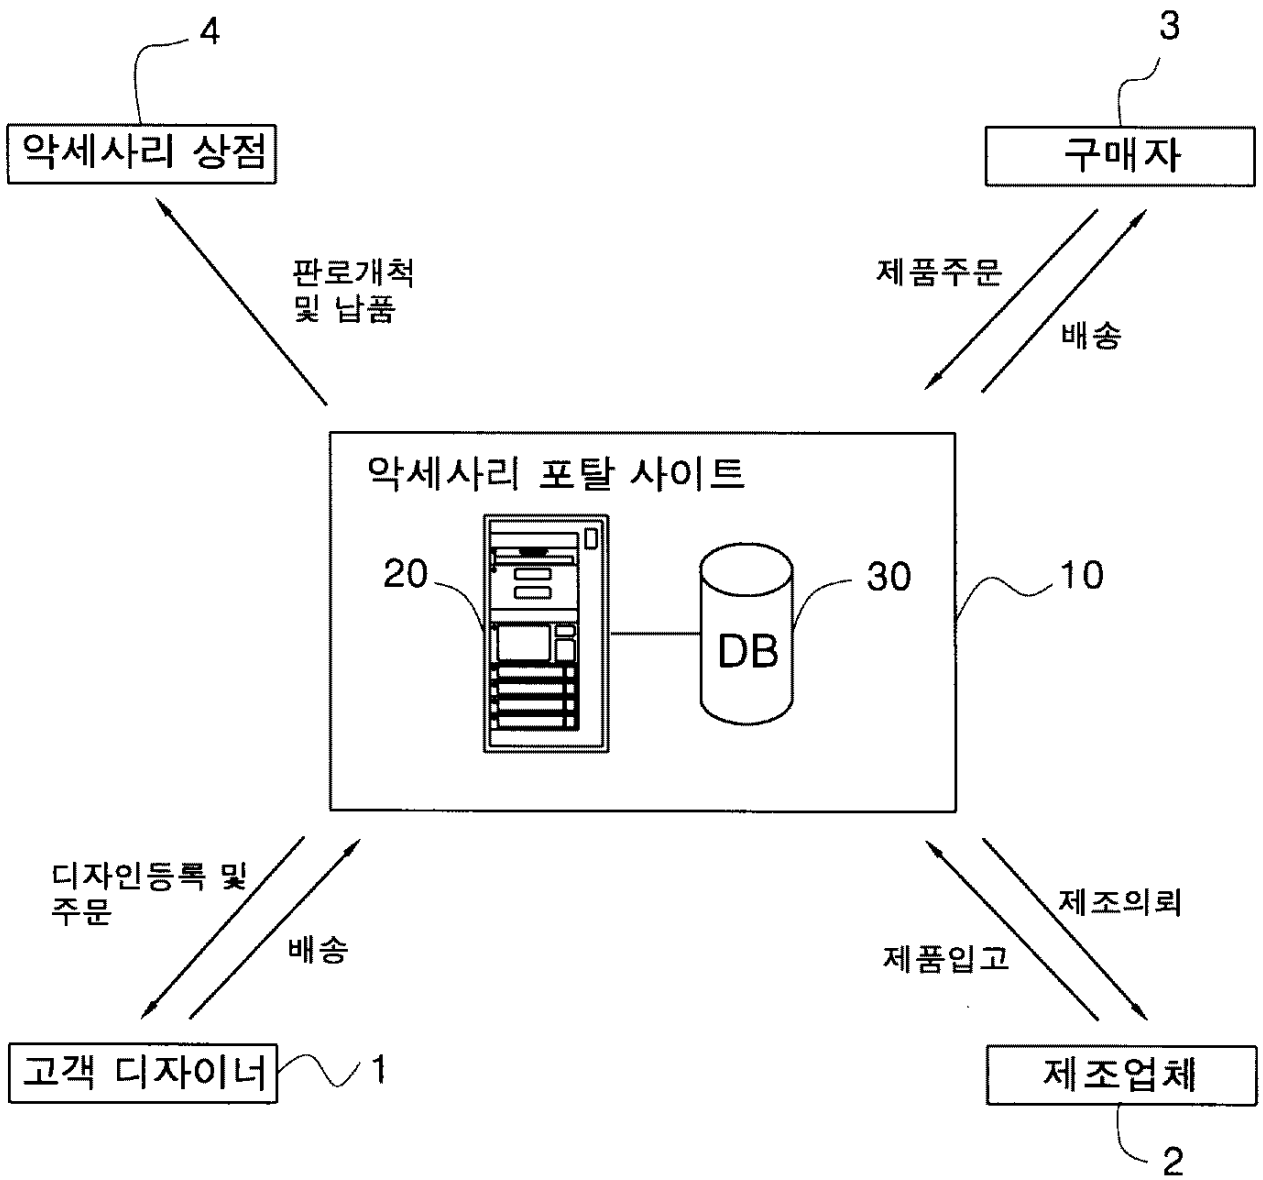 4
3
악세사리 상점
구매자
판로개척
및 납품
제품주문
배송
악세사리 포탈 사이트
20
30
10
DB
디자인등록 및
주문
배송
제조의뢰
제품입고
고객 디자이너
1
제조업체
2